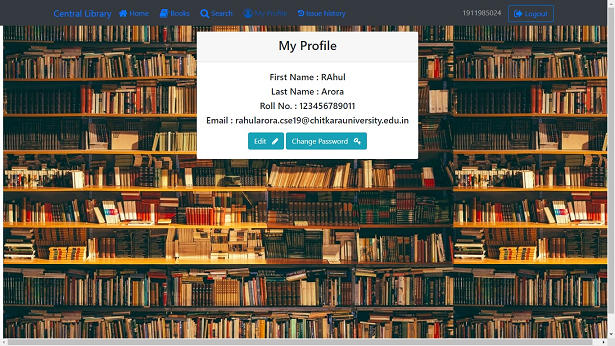 Central Library Home Books Search My Profile Issue history 1911985024 Logout
My Profile
First Name : RAhul
Last Name : Arora
Roll No. : 123456789011
Email : rahularora.cse19@chitkarauniversity.edu.in
Edit Change Password